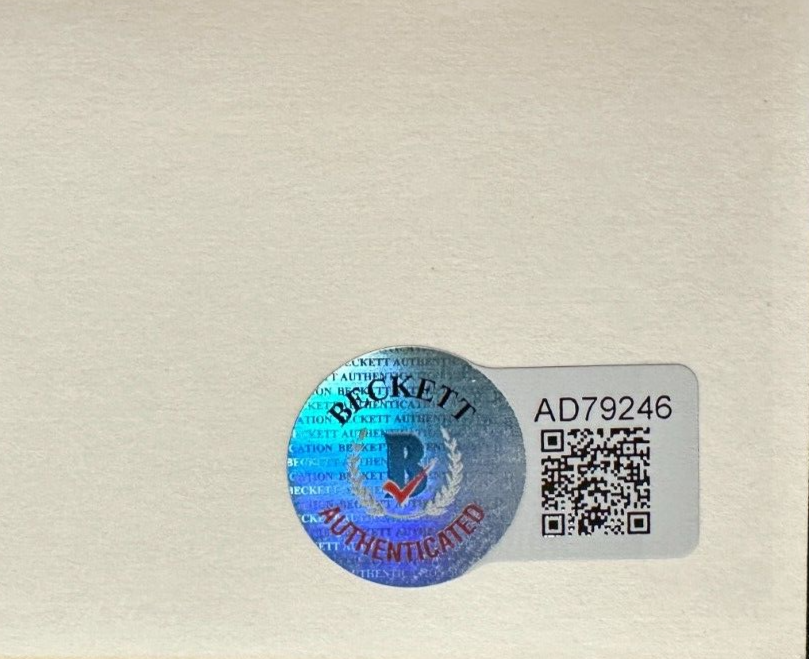 BECKETT
B
AUTHENTICATED
AD79246